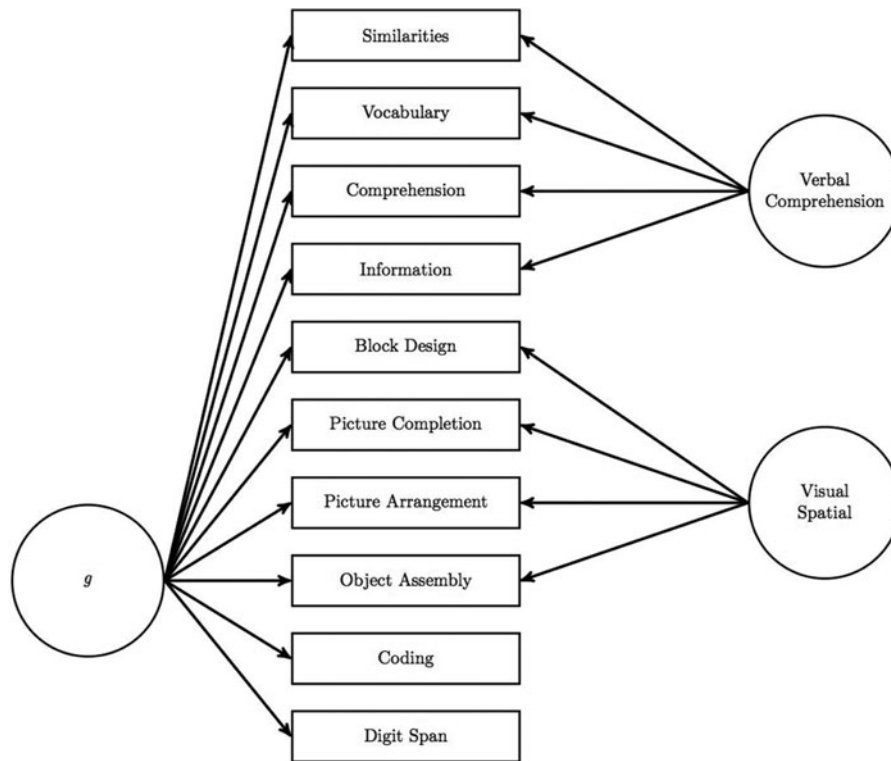 Similarities
Vocabulary
Comprehension
Information
Block Design
Picture Completion
Picture Arrangement
Object Assembly
Coding
Digit Span
g
Verbal
Comprehension
Visual
Spatial